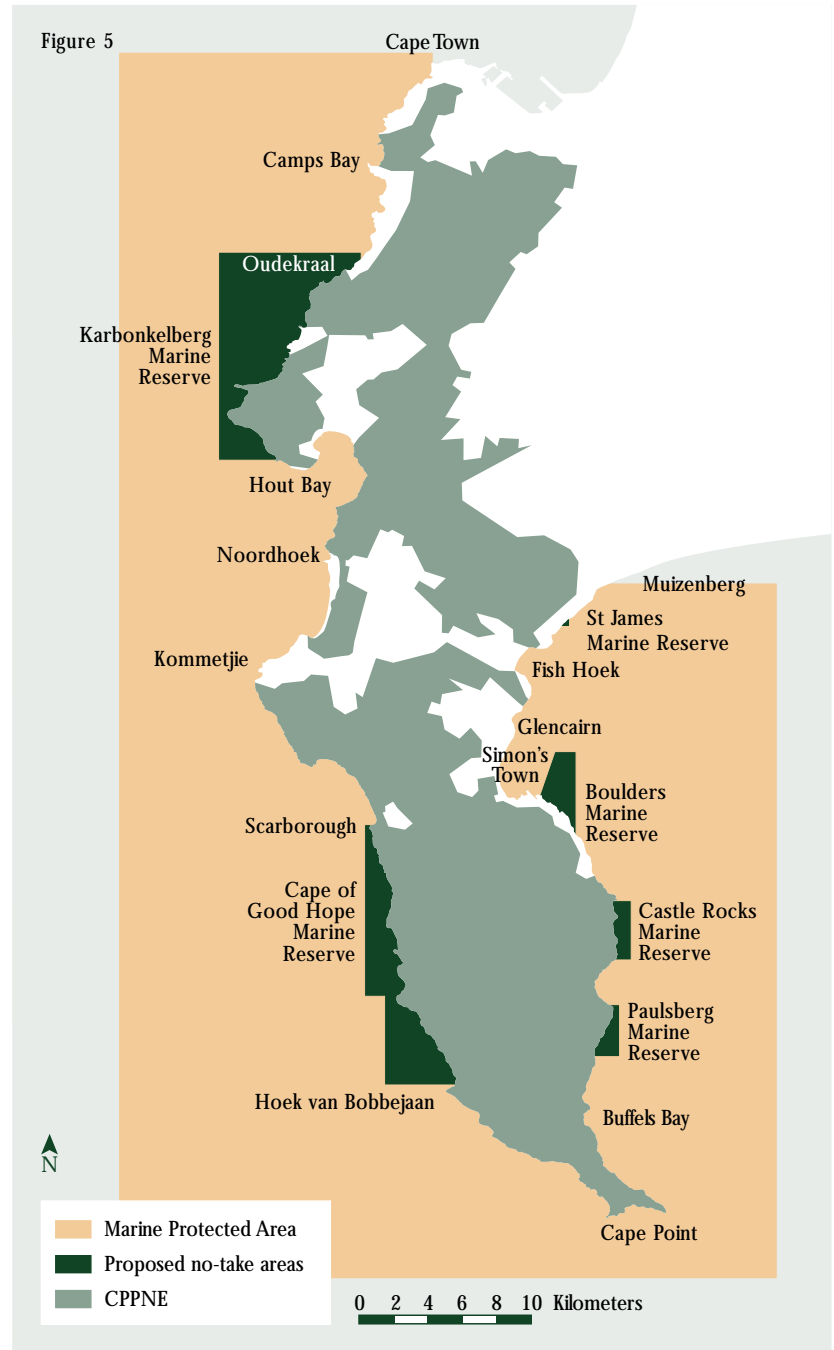 Figure 5
Cape Town
Camps Bay
Oudekraal
Karbonkelberg
Marine
Reserve
Hout Bay
Noordhoek
Muizenberg
St James
Marine Reserve
Kommetjie
Fish Hoek
Glencairn
Simon's
Town
Boulders
Marine
Reserve
Scarborough
Cape of
Good Hope
Marine
Reserve
Castle Rocks
Marine
Reserve
Paulsberg
Marine
Reserve
Hoek van Bobbejaan
Buffels Bay
N
Cape Point
Marine Protected Area
Proposed no-take areas
CPPNE
0 2 4 6 8 10 Kilometers